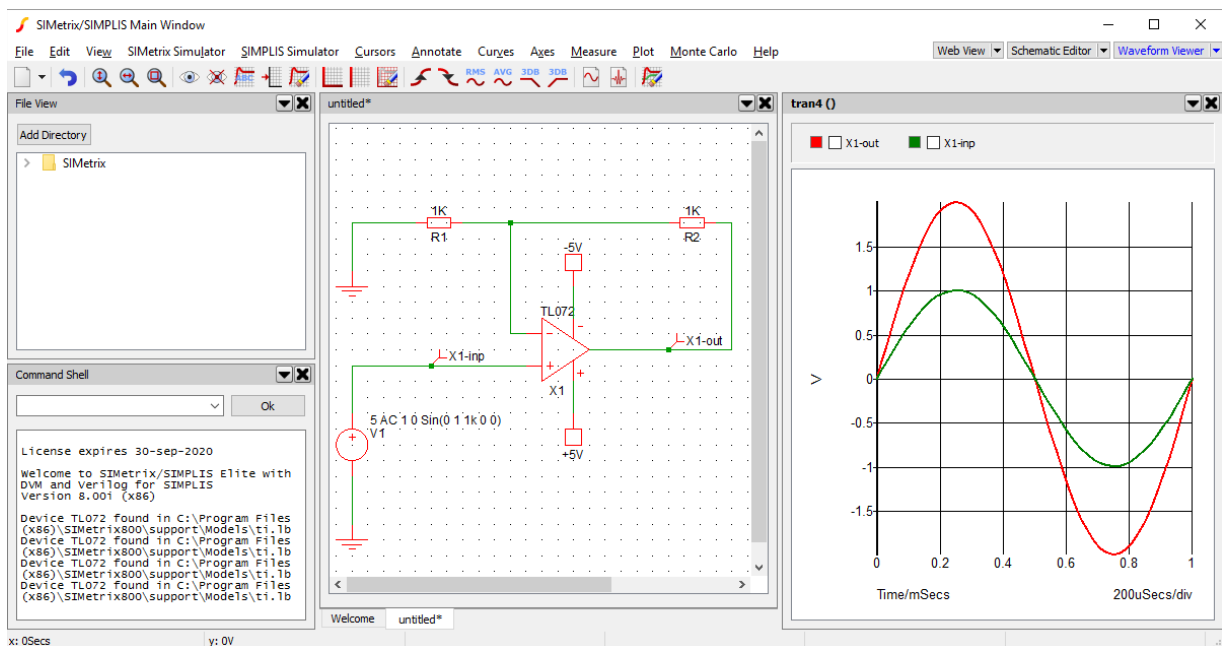 SIMetrix/SIMPLIS Main Window
File Edit View SIMetrix Simulator SIMPLIS Simulator Cursors Annotate Curves Axes Measure Plot Monte Carlo Help
Web View Schematic Editor Waveform Viewer
ABC RMS AVG 3DB 3DB
File View
Add Directory
SIMetrix
Command Shell
Ok
License expires 30-sep-2020
Welcome to SIMetrix/SIMPLIS Elite with
DVM and Verilog for SIMPLIS
Version 8.00i (x86)
Device TL072 found in C:\Program Files
(x86)\SIMetrix800\support\Models\ti.lb
Device TL072 found in C:\Program Files
(x86)\SIMetrix800\support\Models\ti.lb
Device TL072 found in C:\Program Files
(x86)\SIMetrix800\support\Models\ti.lb
Device TL072 found in C:\Program Files
(x86)\SIMetrix800\support\Models\ti.lb
untitled*
1K
R1
1K
R2
-5V
TL072
-
-
+
+
X1
X1-inp
X1-out
5 AC 1 0 Sin(0 1 1k 0 0)
+
V1
+5V
Welcome untitled*
tran4 ()
X1-out X1-inp
V
1.5
1
0.5
0
-0.5
-1
-1.5
0 0.2 0.4 0.6 0.8 1
Time/mSecs 200uSecs/div
x: 0Secs y: 0V